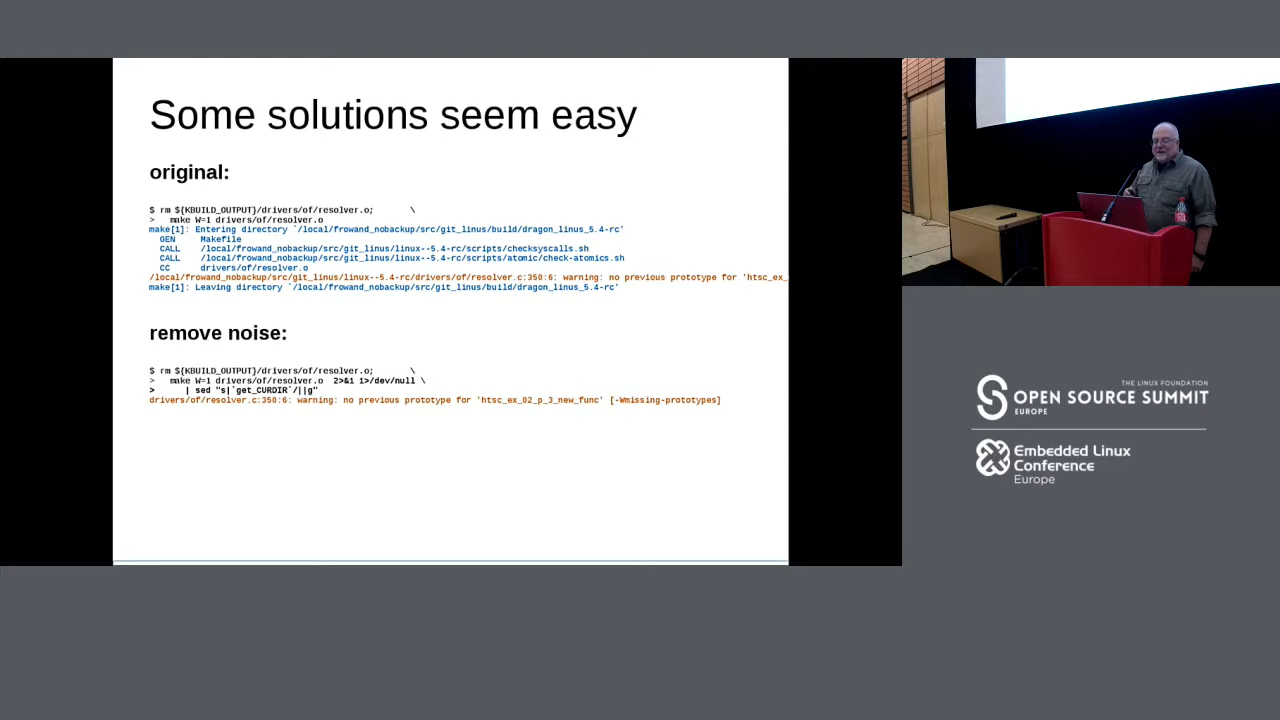 Some solutions seem easy
original:
$ rm ${KBUILD_OUTPUT}/drivers/of/resolver.o; \
> make W=1 drivers/of/resolver.o
make[1]: Entering directory `/local/frowand_nobackup/src/git_linus/build/dragon_linus_5.4-rc'
GEN Makefile
CALL /local/frowand_nobackup/src/git_linus/linux--5.4-rc/scripts/checksyscalls.sh
CALL /local/frowand_nobackup/src/git_linus/linux--5.4-rc/scripts/atomic/check-atomics.sh
CC drivers/of/resolver.o
/local/frowand_nobackup/src/git_linus/linux--5.4-rc/drivers/of/resolver.c:350:6: warning: no previous prototype for 'htsc_ex_
make[1]: Leaving directory `/local/frowand_nobackup/src/git_linus/build/dragon_linus_5.4-rc'
remove noise:
$ rm ${KBUILD_OUTPUT}/drivers/of/resolver.o; \
> make W=1 drivers/of/resolver.o 2>&1 1>/dev/null \
> | sed "s|`get_CURDIR`/||g"
drivers/of/resolver.c:350:6: warning: no previous prototype for 'htsc_ex_02_p_3_new_func' [-Wmissing-prototypes]
THE LINUX FOUNDATION
OPEN SOURCE SUMMIT
EUROPE
Embedded Linux
Conference
Europe